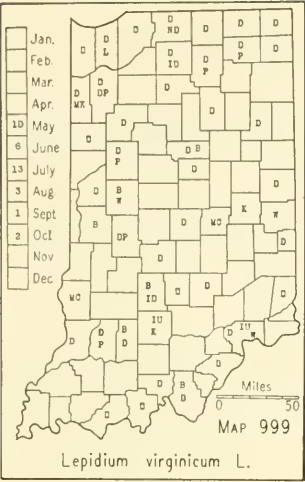 Jan.
Feb.
Mar.
Apr.
10 May
6 June
13 July
3 Aug
1 Sept
2 Oct
Nov
Dec
D D D D D D D
L ND D
D D ID D P
MK DP D D
D D
D D B
P D
D B K D
W
B D MC W
DP D
D
MC B C D D
ID
IU IU
K D W
D D B D
P D
D B
D
D
C D
Miles
0 50
MAP 999
Lepidium virginicum L.